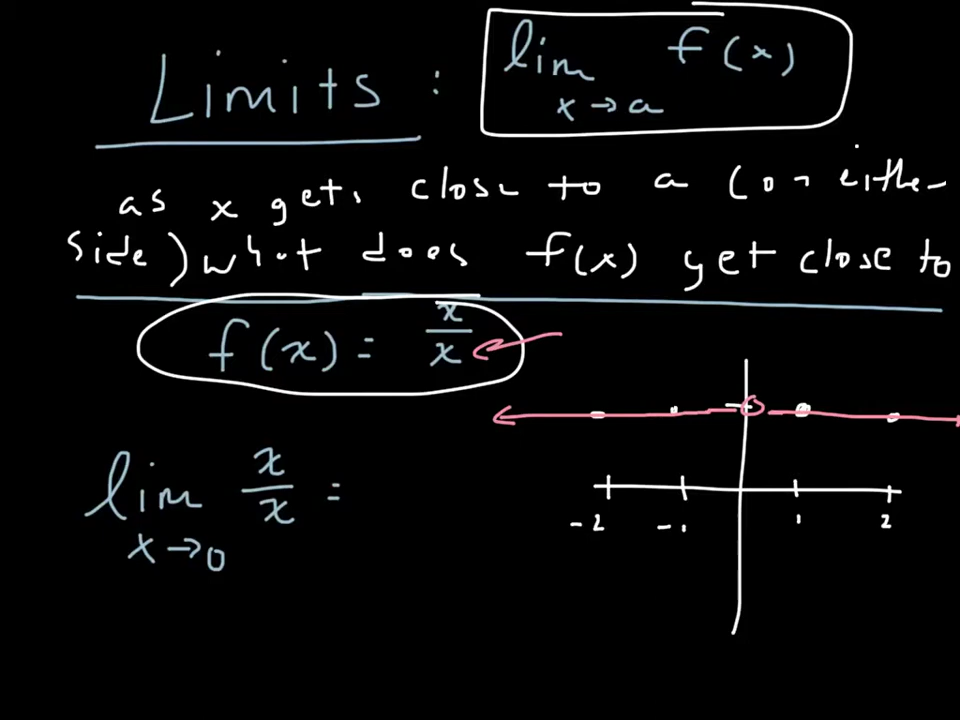 Limits : lim f(x)
x → a
as x gets close to a (on either
side) what does f(x) get close to
f(x) = x/x
lim x/x =
x → 0
-2 -1 1 2